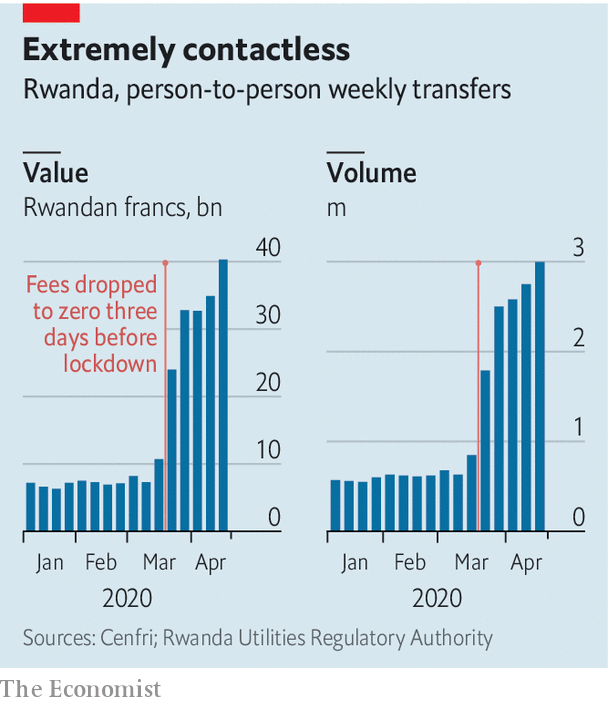 Extremely contactless
Rwanda, person-to-person weekly transfers
Value
Rwandan francs, bn
40
30
20
10
0
Fees dropped
to zero three
days before
lockdown
Jan Feb Mar Apr
2020
Volume
m
3
2
1
0
Jan Feb Mar Apr
2020
Sources: Cenfri; Rwanda Utilities Regulatory Authority
The Economist